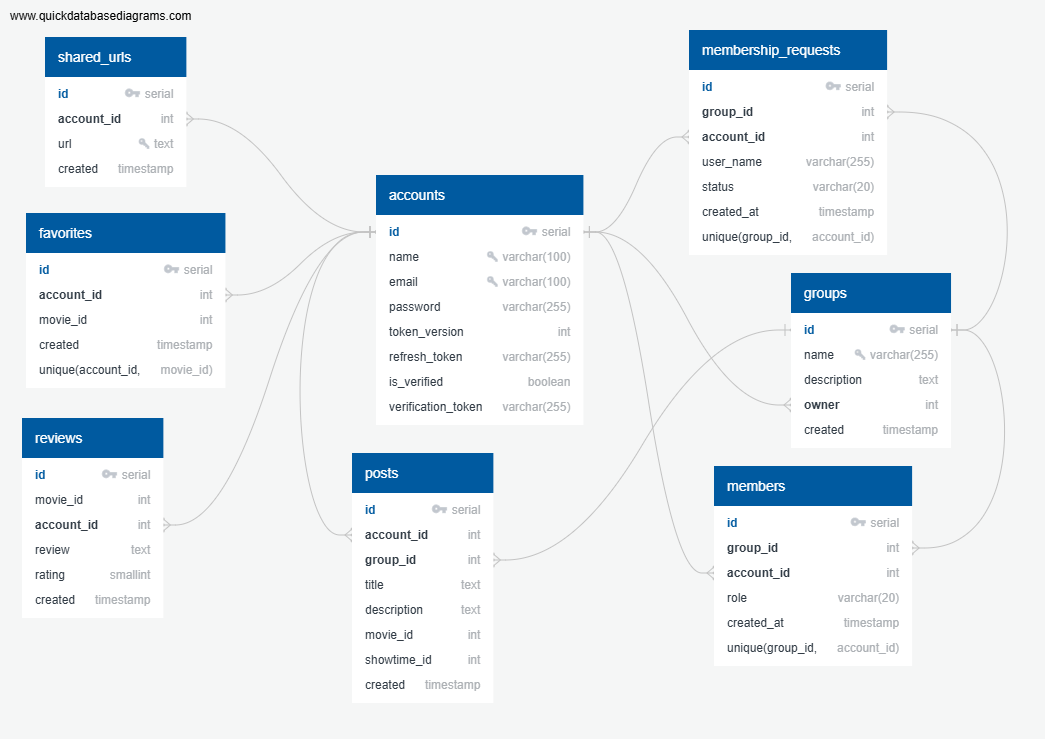 www.quickdatabasediagrams.com
shared_urls
id serial
account_id int
url text
created timestamp
favorites
id serial
account_id int
movie_id int
created timestamp
unique(account_id, movie_id)
reviews
id serial
movie_id int
account_id int
review text
rating smallint
created timestamp
accounts
id serial
name varchar(100)
email varchar(100)
password varchar(255)
token_version int
refresh_token varchar(255)
is_verified boolean
verification_token varchar(255)
posts
id serial
account_id int
group_id int
title text
description text
movie_id int
showtime_id int
created timestamp
membership_requests
id serial
group_id int
account_id int
user_name varchar(255)
status varchar(20)
created_at timestamp
unique(group_id, account_id)
groups
id serial
name varchar(255)
description text
owner int
created timestamp
members
id serial
group_id int
account_id int
role varchar(20)
created_at timestamp
unique(group_id, account_id)